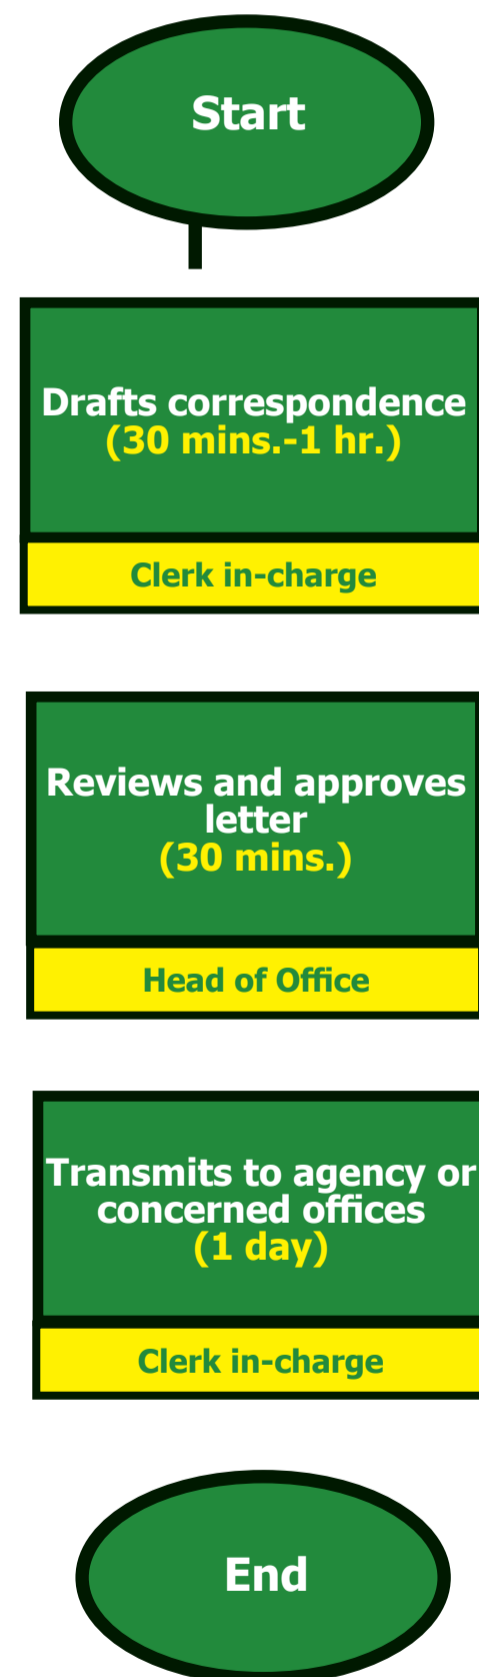 Start
Drafts correspondence
(30 mins.-1 hr.)
Clerk in-charge
Reviews and approves
letter
(30 mins.)
Head of Office
Transmits to agency or
concerned offices
(1 day)
Clerk in-charge
End